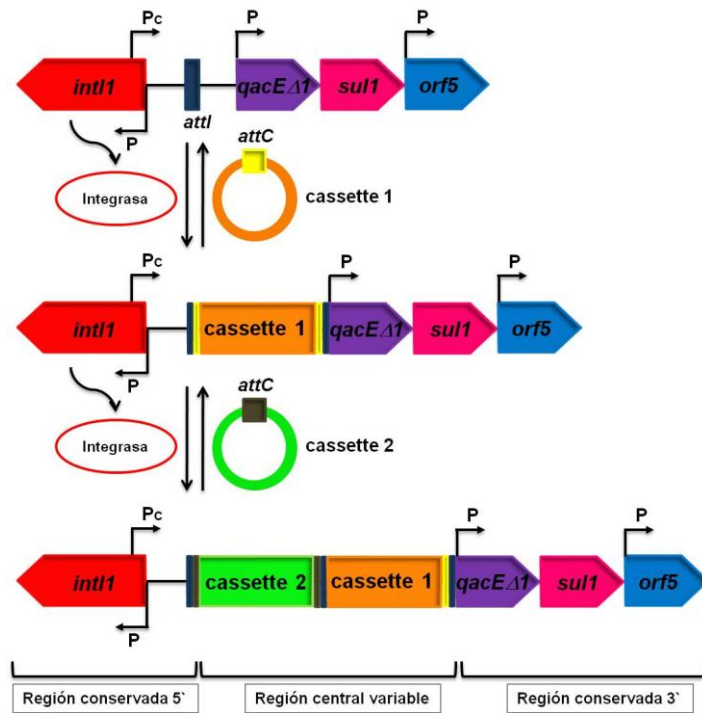 Pc
P
P
intI1
qacEΔ1
sul1
orf5
P
attI
attC
Integrasa
cassette 1
Pc
P
P
intI1
cassette 1
qacEΔ1
sul1
orf5
P
attC
Integrasa
cassette 2
Pc
P
P
intI1
cassette 2
cassette 1
qacEΔ1
sul1
orf5
P
Región conservada 5`
Región central variable
Región conservada 3`